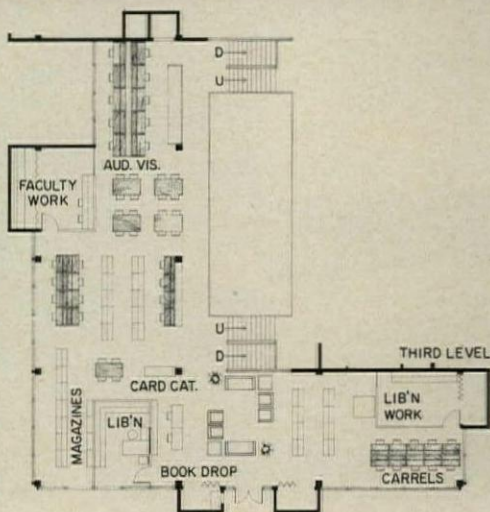 D
U
AUD. VIS.
FACULTY
WORK
U
D
THIRD LEVEL
CARD CAT.
MAGAZINES
LIB'N
LIB'N
WORK
BOOK DROP
CARRELS